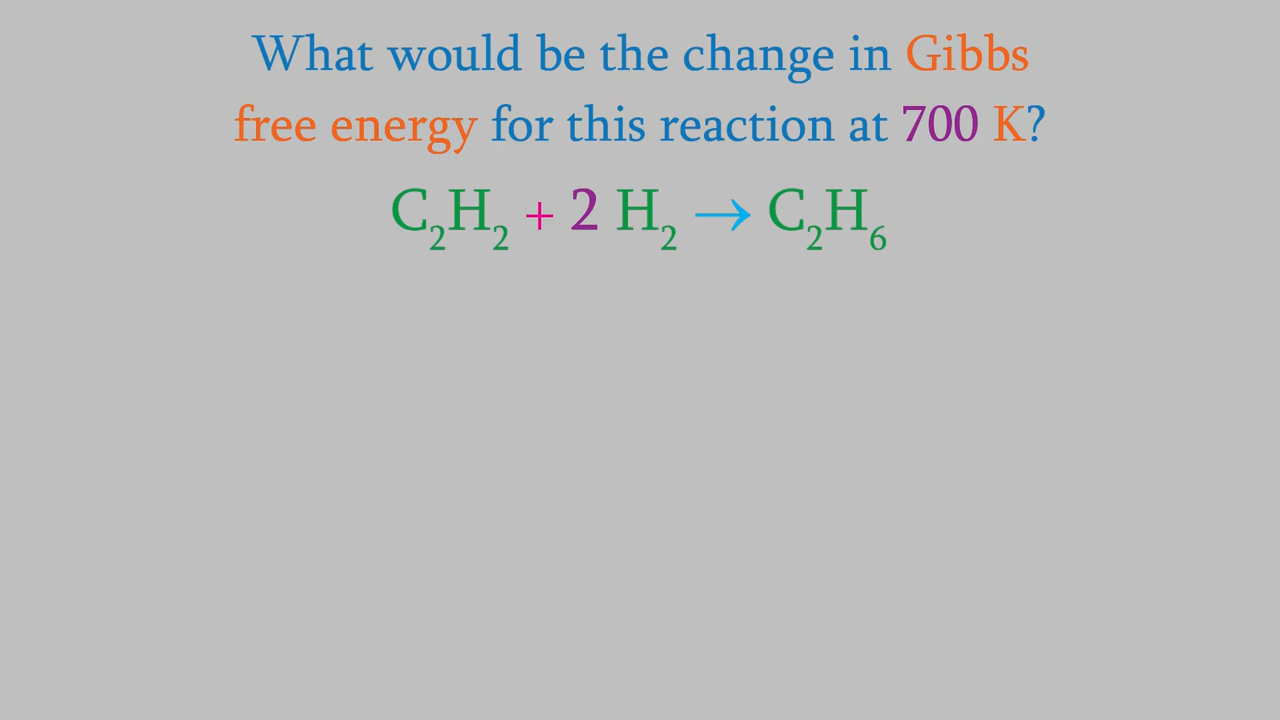 What would be the change in Gibbs
free energy for this reaction at 700 K?
C₂H₂ + 2 H₂ → C₂H₆